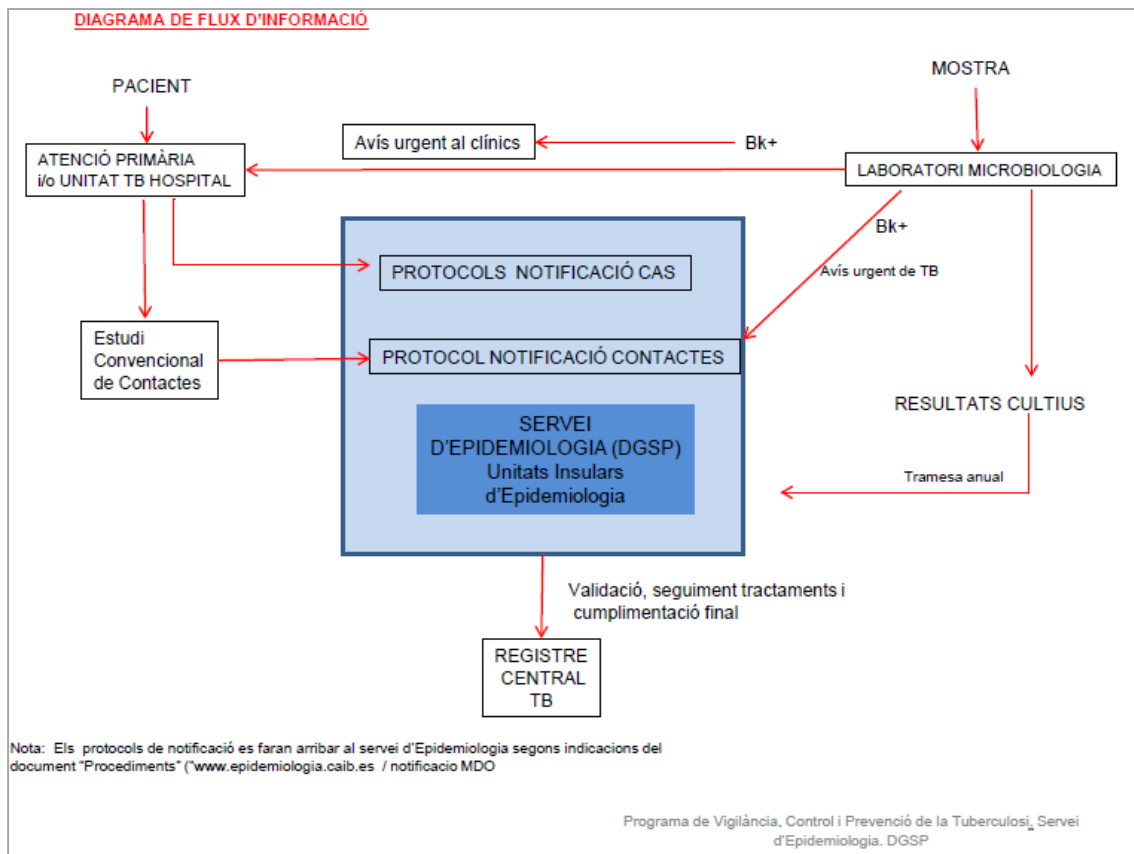 DIAGRAMA DE FLUX D'INFORMACIÓ
PACIENT
MOSTRA
Avís urgent al clínics
Bk+
ATENCIÓ PRIMÀRIA
i/o UNITAT TB HOSPITAL
LABORATORI MICROBIOLOGIA
Bk+
Avís urgent de TB
PROTOCOLS NOTIFICACIÓ CAS
Estudi
Convencional
de Contactes
PROTOCOL NOTIFICACIÓ CONTACTES
RESULTATS CULTIUS
SERVEI
D'EPIDEMIOLOGIA (DGSP)
Unitats Insulars
d'Epidemiologia
Tramesa anual
Validació, seguiment tractaments i
cumplimentació final
REGISTRE
CENTRAL
TB
Nota: Els protocols de notificació es faran arribar al servei d'Epidemiologia segons indicacions del
document "Procediments" ("www.epidemiologia.caib.es / notificacio MDO
Programa de Vigilància, Control i Prevenció de la Tuberculosi. Servei
d'Epidemiologia. DGSP